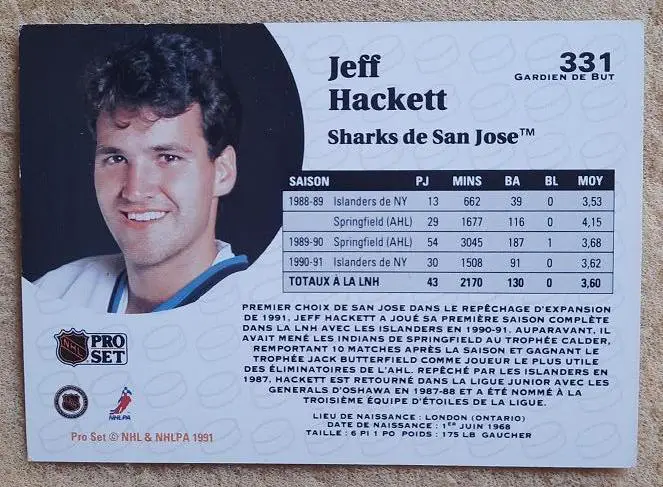 Jeff
Hackett
Sharks de San Jose™
331
GARDIEN DE BUT
SAISON PJ MINS BA BL MOY
1988-89 Islanders de NY 13 662 39 0 3,53
Springfield (AHL) 29 1677 116 0 4,15
1989-90 Springfield (AHL) 54 3045 187 1 3,68
1990-91 Islanders de NY 30 1508 91 0 3,62
TOTAUX À LA LNH 43 2170 130 0 3,60
PREMIER CHOIX DE SAN JOSE DANS LE REPÊCHAGE D'EXPANSION
DE 1991, JEFF HACKETT A JOUÉ SA PREMIÈRE SAISON COMPLÈTE
DANS LA LNH AVEC LES ISLANDERS EN 1990-91. AUPARAVANT, IL
AVAIT MENÉ LES INDIANS DE SPRINGFIELD AU TROPHÉE CALDER,
REMPORTANT 10 MATCHES APRÈS LA SAISON ET GAGNANT LE
TROPHÉE JACK BUTTERFIELD COMME JOUEUR LE PLUS UTILE
DES ÉLIMINATOIRES DE L'AHL. REPÊCHÉ PAR LES ISLANDERS EN
1987, HACKETT EST RETOURNÉ DANS LA LIGUE JUNIOR AVEC LES
GENERALS D'OSHAWA EN 1987-88 ET A ÉTÉ NOMMÉ À LA
TROISIÈME ÉQUIPE D'ÉTOILES DE LA LIGUE.
LIEU DE NAISSANCE : LONDON (ONTARIO)
DATE DE NAISSANCE : 1ER JUIN 1968
TAILLE : 6 PI 1 PO POIDS : 175 LB GAUCHER
NHL
PRO
SET
NHLPA
Pro Set © NHL & NHLPA 1991